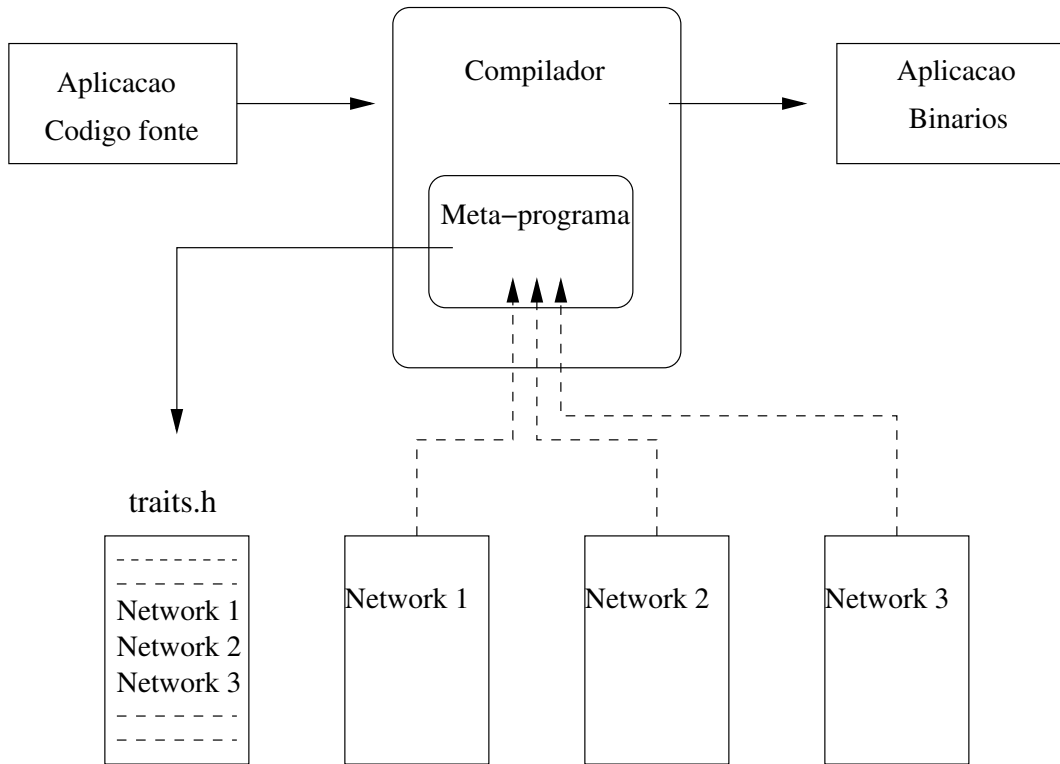 Aplicacao
Codigo fonte
Compilador
Aplicacao
Binarios
Meta−programa
traits.h
Network 1
Network 2
Network 3
Network 1
Network 2
Network 3